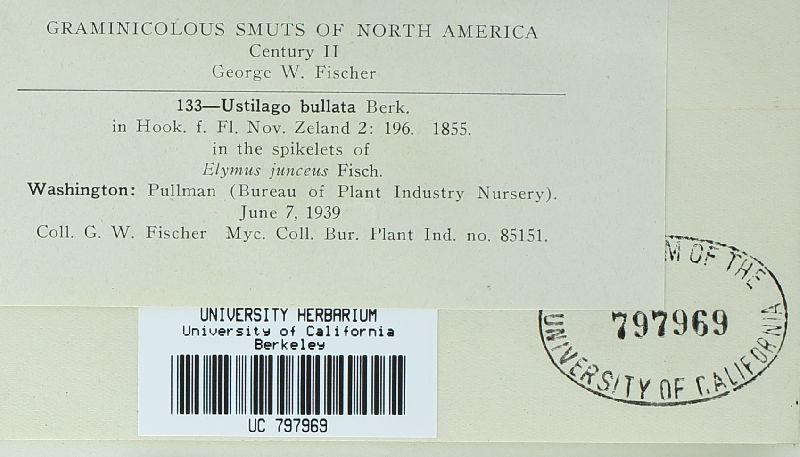 GRAMINICOLOUS SMUTS OF NORTH AMERICA
Century II
George W. Fischer
133—Ustilago bullata Berk.
in Hook. f. Fl. Nov. Zeland 2: 196. 1855.
in the spikelets of
Elymus junceus Fisch.
Washington: Pullman (Bureau of Plant Industry Nursery).
June 7, 1939
Coll. G. W. Fischer Myc. Coll. Bur. Plant Ind. no. 85151.
UNIVERSITY HERBARIUM
University of California
Berkeley
UC 797969
OF THE
797969
UNIVERSITY OF CALIFORNIA